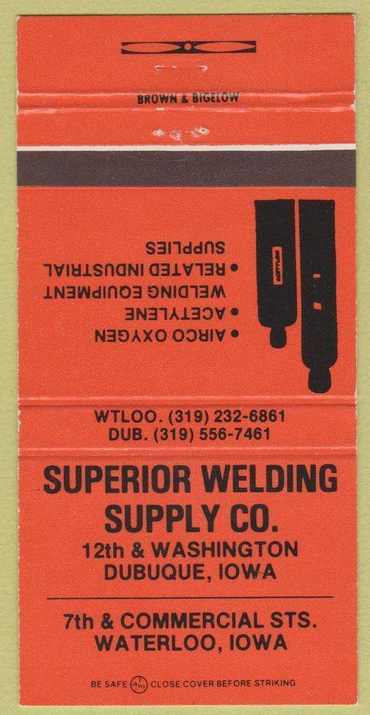 BROWN & BIGELOW
• AIRCO OXYGEN
• ACETYLENE
WELDING EQUIPMENT
• RELATED INDUSTRIAL
SUPPLIES
WTLOO. (319) 232-6861
DUB. (319) 556-7461
SUPERIOR WELDING
SUPPLY CO.
12th & WASHINGTON
DUBUQUE, IOWA
7th & COMMERCIAL STS.
WATERLOO, IOWA
BE SAFE CLOSE COVER BEFORE STRIKING